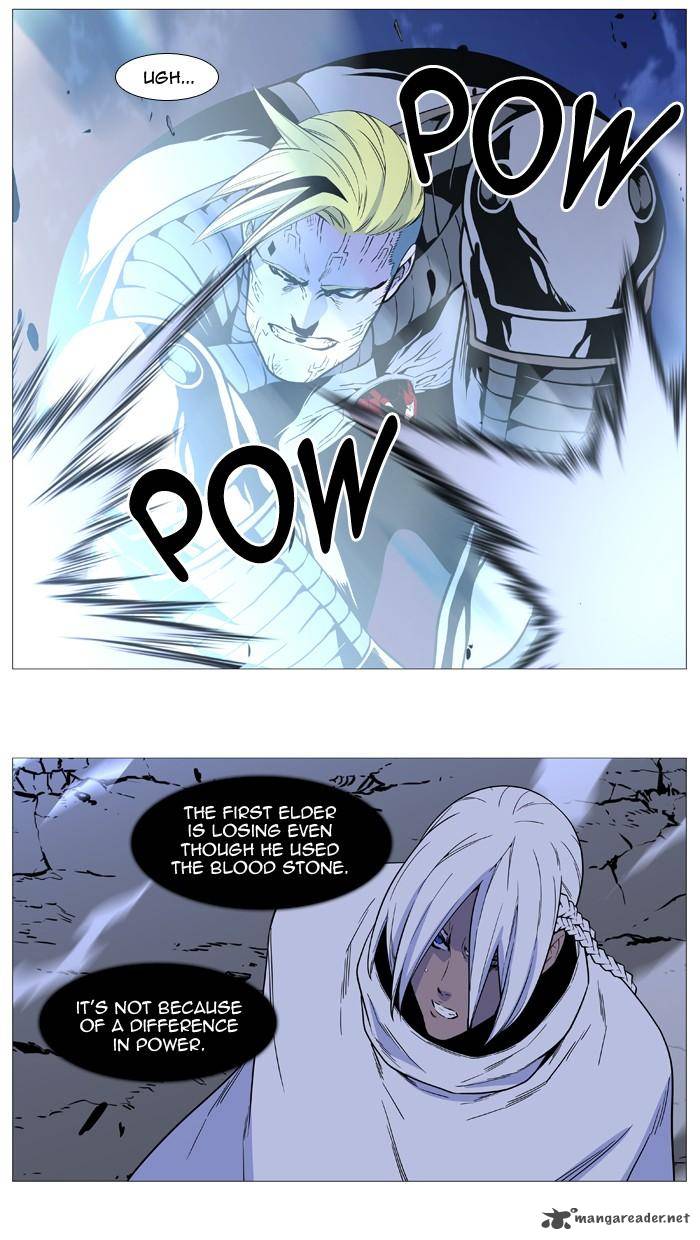 UGH...
POW
POW
THE FIRST ELDER
IS LOSING EVEN
THOUGH HE USED
THE BLOOD STONE.
IT'S NOT BECAUSE
OF A DIFFERENCE
IN POWER.
mangareader.net